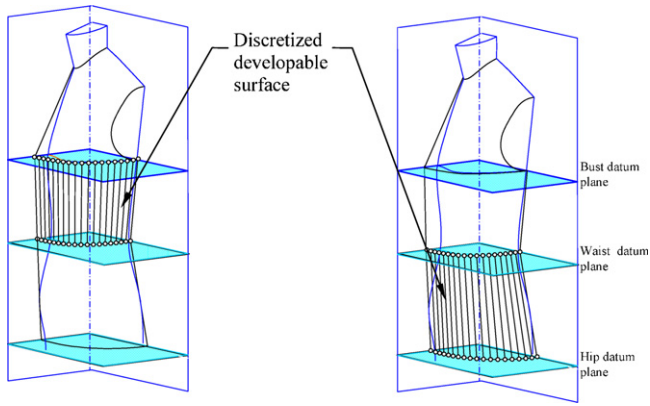 Discretized
developable
surface
Bust datum
plane
Waist datum
plane
Hip datum
plane